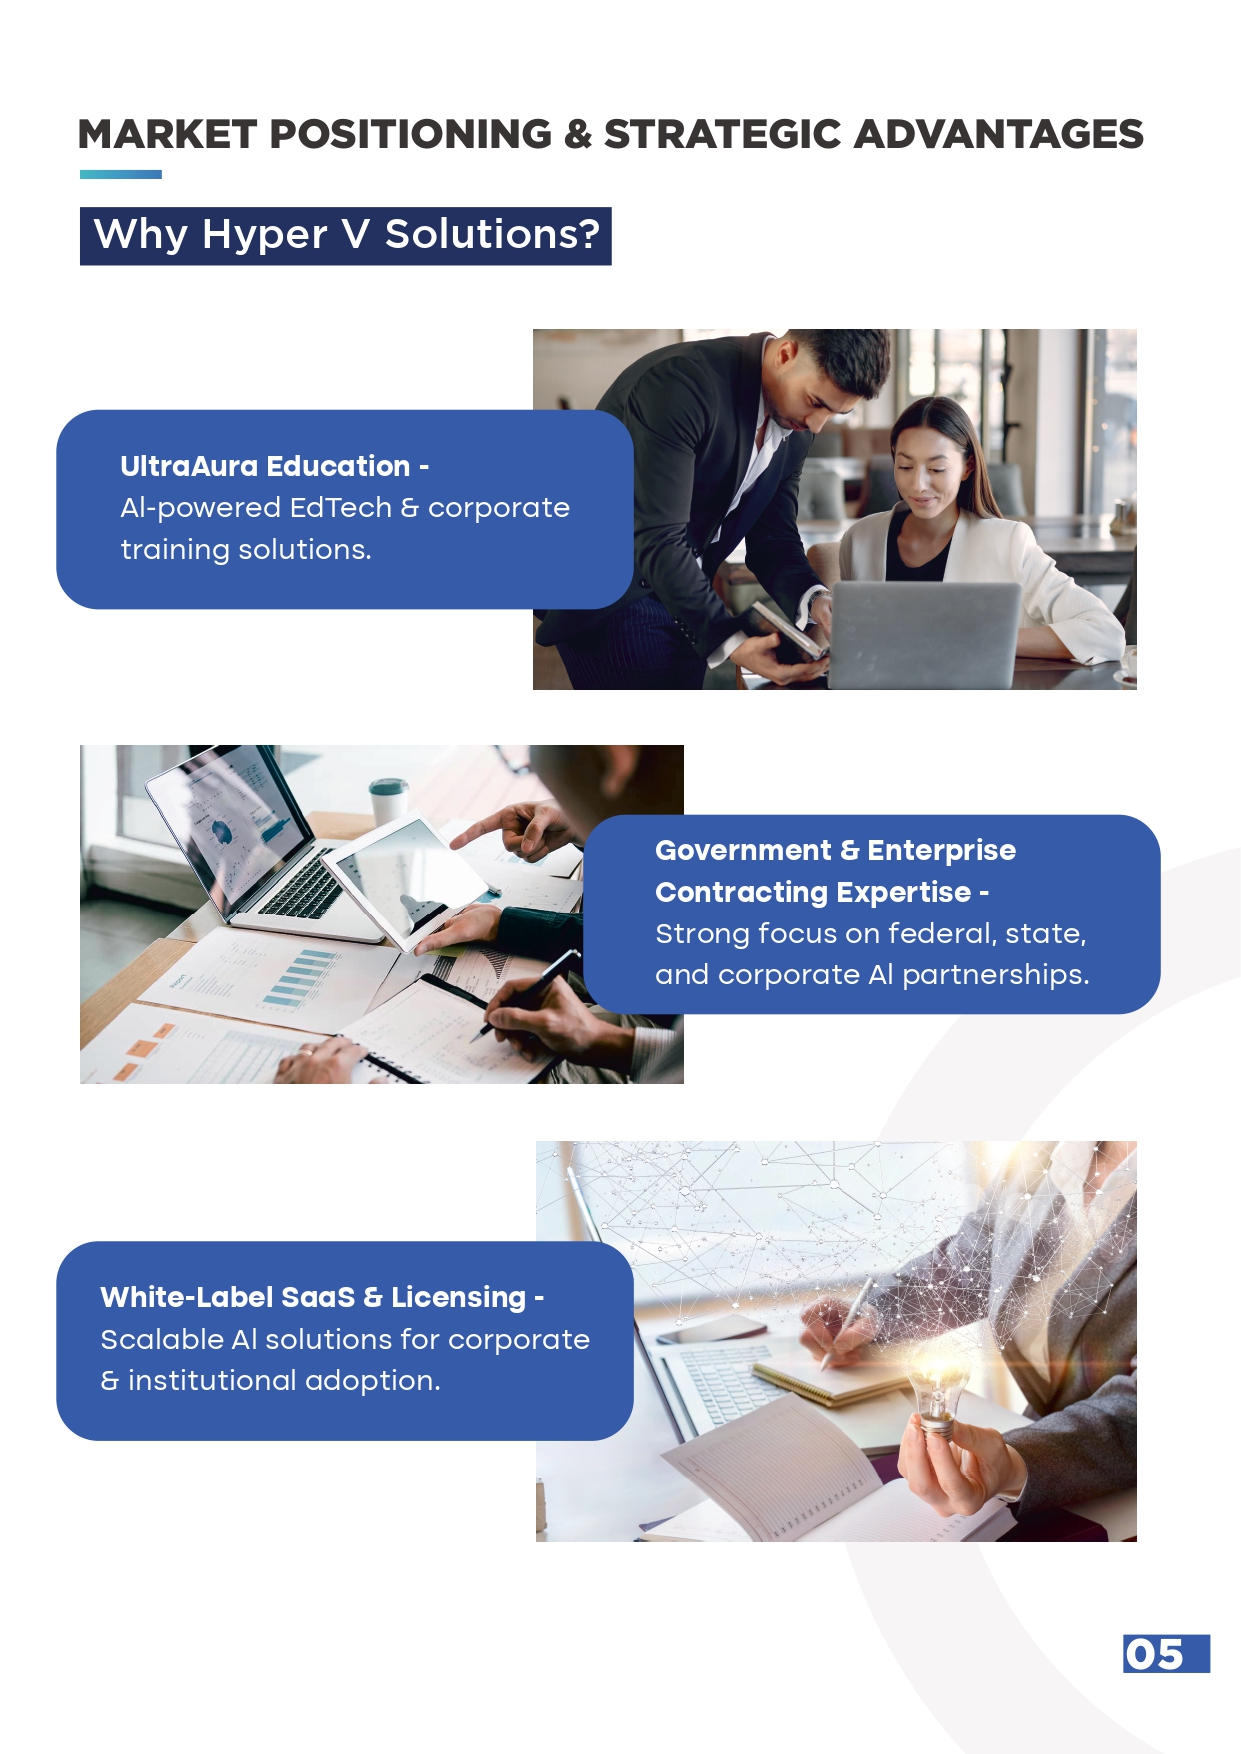 MARKET POSITIONING & STRATEGIC ADVANTAGES
Why Hyper V Solutions?
UltraAura Education -
AI-powered EdTech & corporate
training solutions.
Government & Enterprise
Contracting Expertise -
Strong focus on federal, state,
and corporate AI partnerships.
White-Label SaaS & Licensing -
Scalable AI solutions for corporate
& institutional adoption.
05